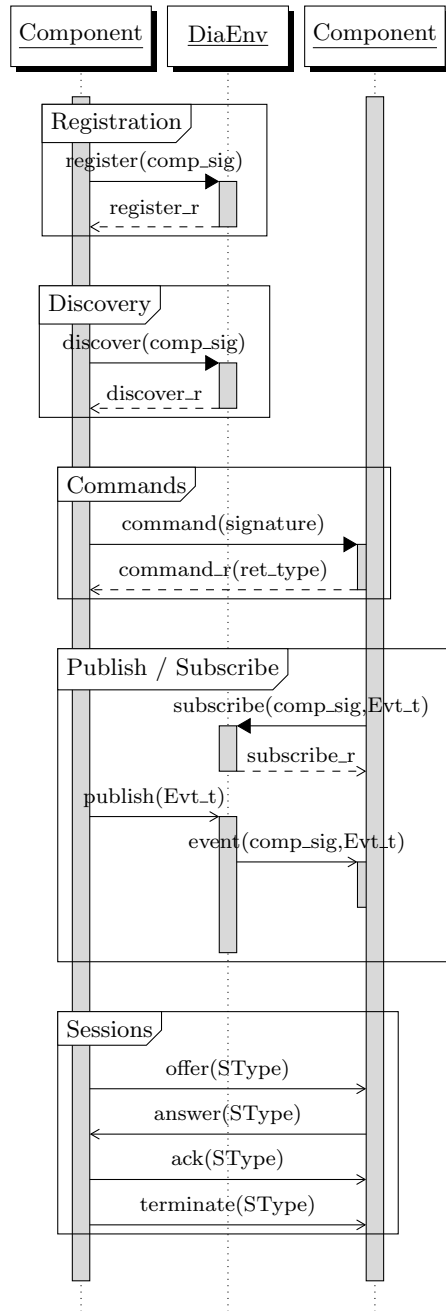 Component DiaEnv Component
Registration
register(comp_sig)
register_r
Discovery
discover(comp_sig)
discover_r
Commands
command(signature)
command_r(ret_type)
Publish / Subscribe
subscribe(comp_sig,Evt_t)
subscribe_r
publish(Evt_t)
event(comp_sig,Evt_t)
Sessions
offer(SType)
answer(SType)
ack(SType)
terminate(SType)